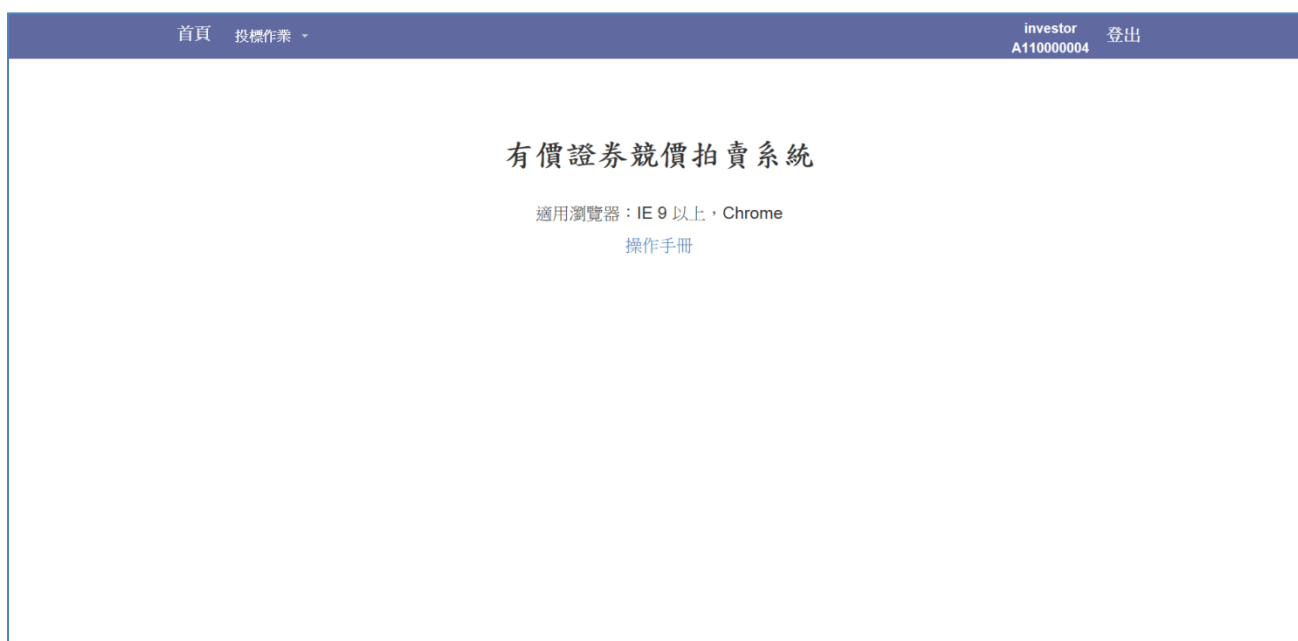 首頁 投標作業 investor 登出
A110000004
有價證券競價拍賣系統
適用瀏覽器：IE 9 以上，Chrome
操作手冊